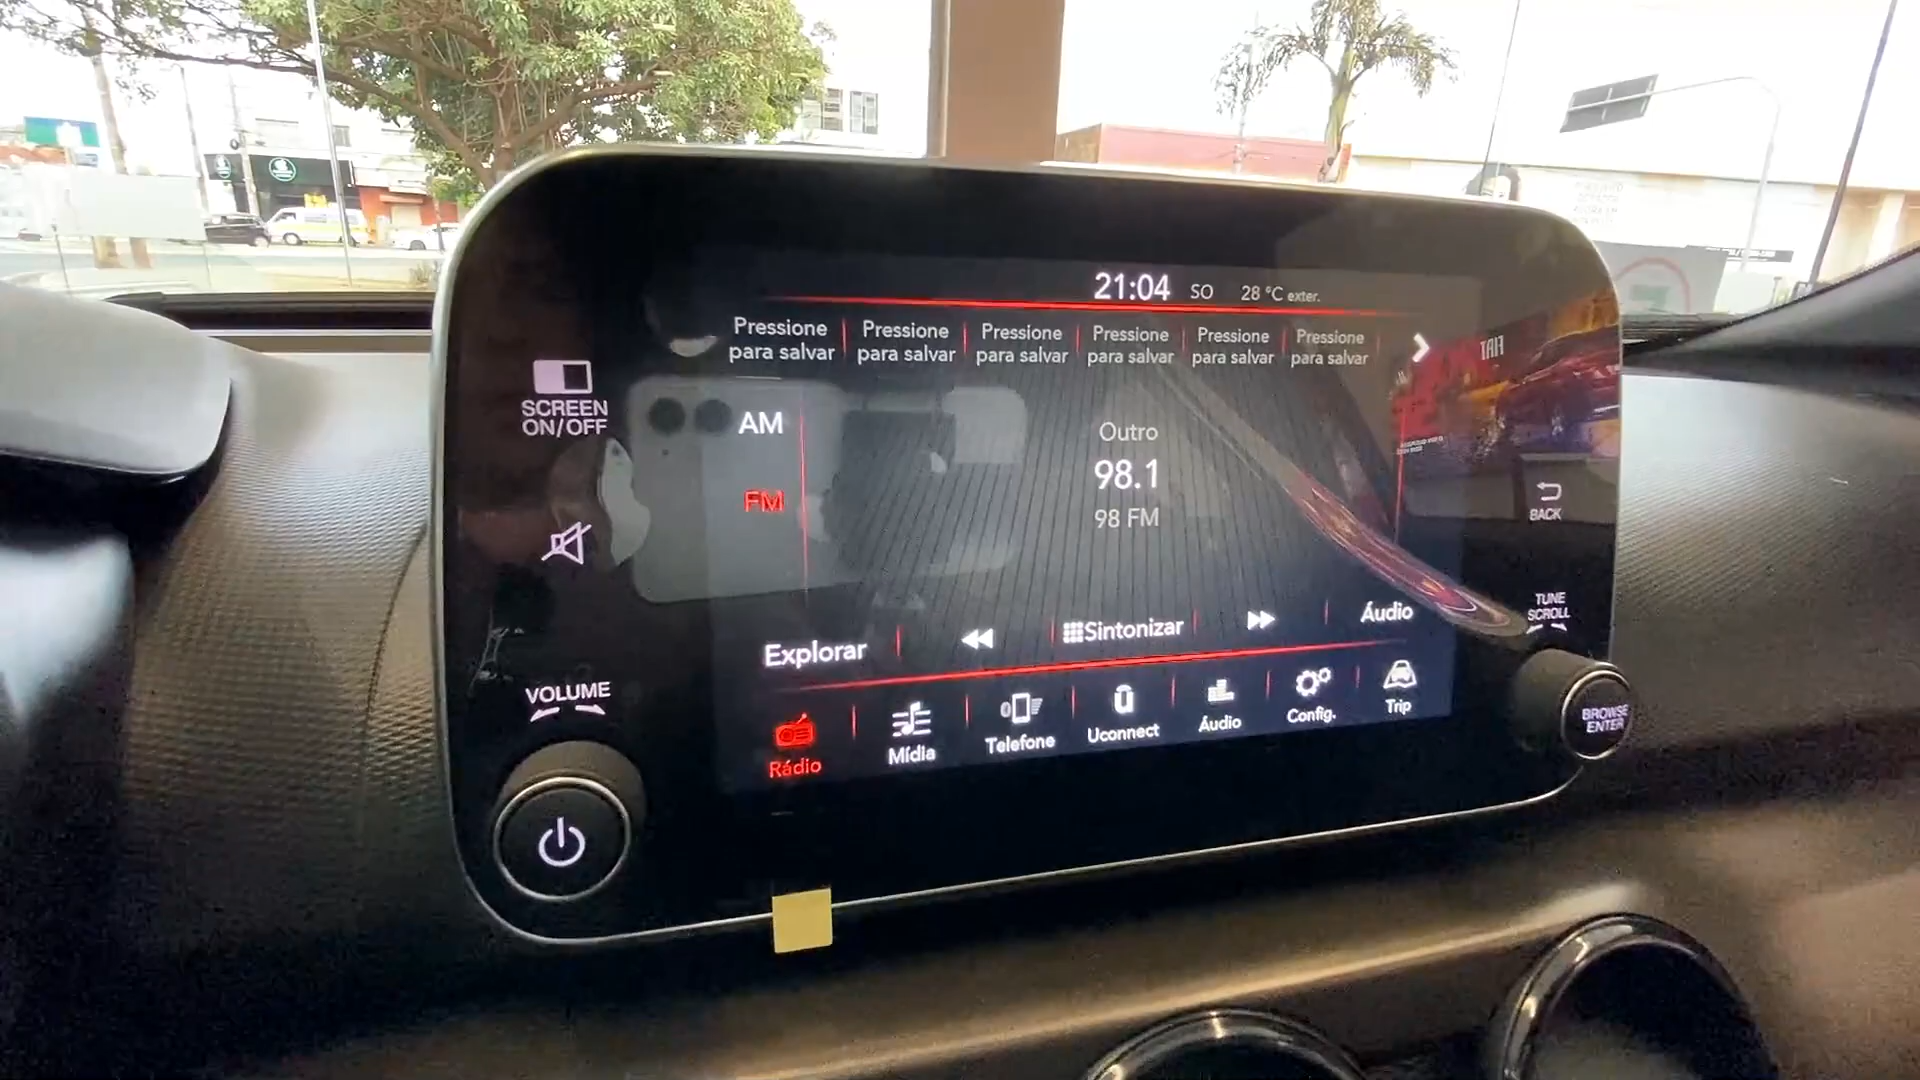 21:04 SO 28 °C exter.
Pressione para salvar
Pressione para salvar
Pressione para salvar
Pressione para salvar
Pressione para salvar
Pressione para salvar
SCREEN
ON/OFF
AM
FM
Outro
98.1
98 FM
FIAT
BACK
TUNE
SCROLL
Explorar
Sintonizar
Áudio
VOLUME
Rádio
Mídia
Telefone
Uconnect
Áudio
Config.
Trip
BROWSE
ENTER